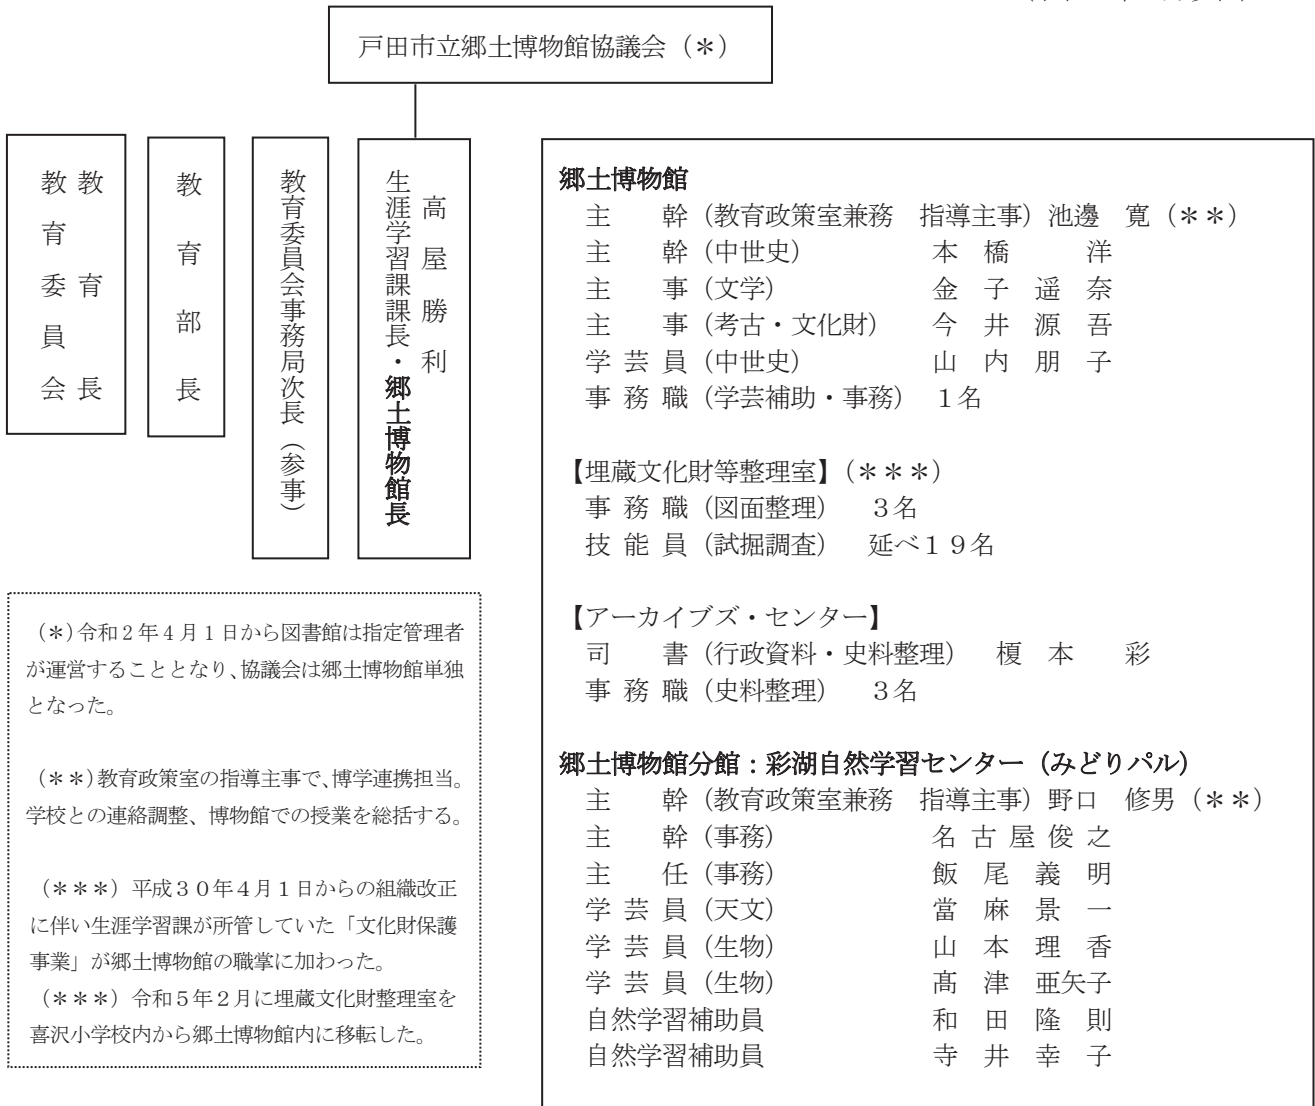 戸田市立郷土博物館協議会（＊）
教育委員会
教育長
教育部長
教育委員会事務局次長（参事）
生涯学習課課長・郷土博物館長
高屋勝利
郷土博物館
主　　幹（教育政策室兼務　指導主事）池邊　寛（＊＊）
主　　幹（中世史）　本橋　洋
主　　事（文学）　金子遥奈
主　　事（考古・文化財）　今井源吾
学芸員（中世史）　山内朋子
事務職（学芸補助・事務）　１名
【埋蔵文化財等整理室】（＊＊＊）
事務職（図面整理）　３名
技能員（試掘調査）　延べ１９名
【アーカイブズ・センター】
司　　書（行政資料・史料整理）　榎本　彩
事務職（史料整理）　３名
郷土博物館分館：彩湖自然学習センター（みどりパル）
主　　幹（教育政策室兼務　指導主事）野口　修男（＊＊）
主　　幹（事務）　名古屋俊之
主　　任（事務）　飯尾義明
学芸員（天文）　當麻景一
学芸員（生物）　山本理香
学芸員（生物）　髙津亜矢子
自然学習補助員　和田隆則
自然学習補助員　寺井幸子
（＊）令和２年４月１日から図書館は指定管理者
が運営することとなり、協議会は郷土博物館単独
となった。
（＊＊）教育政策室の指導主事で、博学連携担当。
学校との連絡調整、博物館での授業を総括する。
（＊＊＊）平成３０年４月１日からの組織改正
に伴い生涯学習課が所管していた「文化財保護
事業」が郷土博物館の職掌に加わった。
（＊＊＊）令和５年２月に埋蔵文化財整理室を
喜沢小学校内から郷土博物館内に移転した。